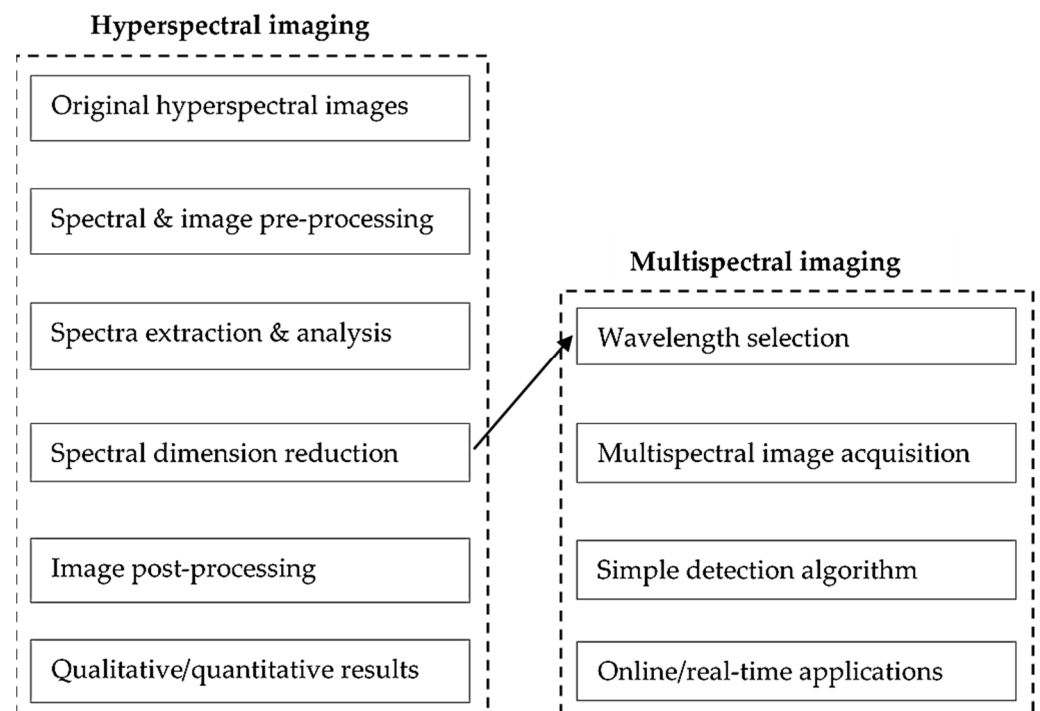 Hyperspectral imaging
Original hyperspectral images
Spectral & image pre-processing
Spectra extraction & analysis
Spectral dimension reduction
Image post-processing
Qualitative/quantitative results
Multispectral imaging
Wavelength selection
Multispectral image acquisition
Simple detection algorithm
Online/real-time applications